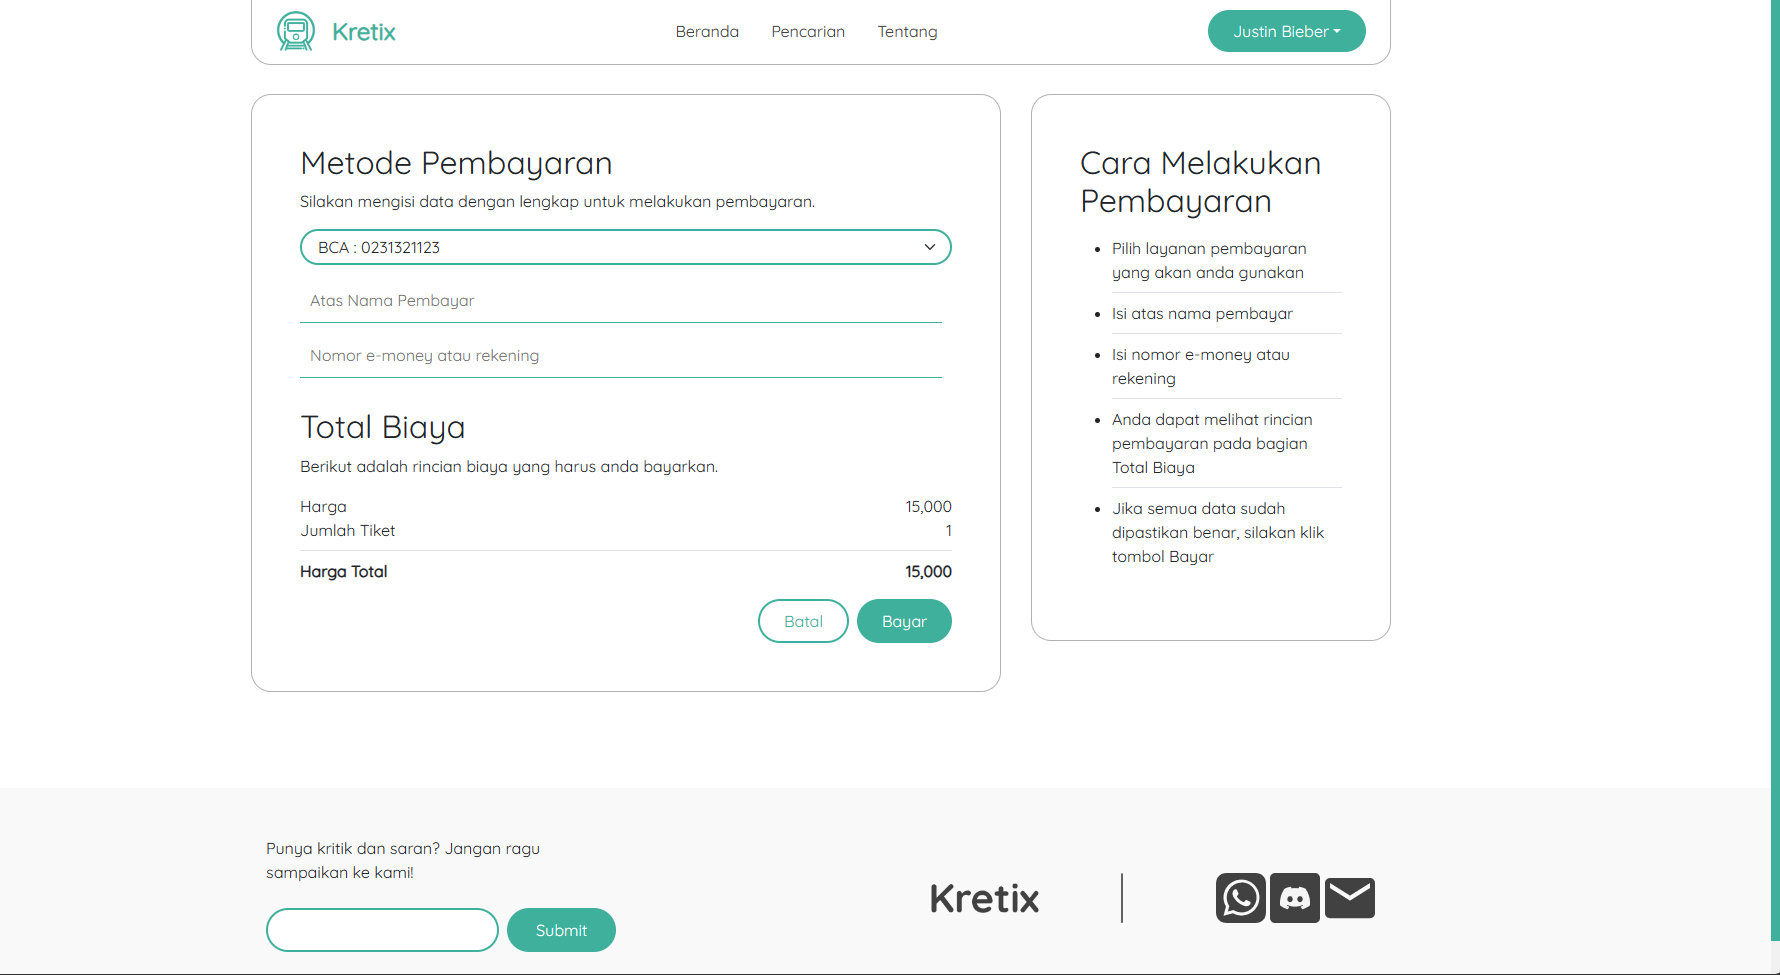 Kretix
Beranda
Pencarian
Tentang
Justin Bieber
Metode Pembayaran
Silakan mengisi data dengan lengkap untuk melakukan pembayaran.
BCA : 0231321123
Atas Nama Pembayar
Nomor e-money atau rekening
Total Biaya
Berikut adalah rincian biaya yang harus anda bayarkan.
Harga 15,000
Jumlah Tiket 1
Harga Total 15,000
Batal
Bayar
Cara Melakukan
Pembayaran
Pilih layanan pembayaran
yang akan anda gunakan
Isi atas nama pembayar
Isi nomor e-money atau
rekening
Anda dapat melihat rincian
pembayaran pada bagian
Total Biaya
Jika semua data sudah
dipastikan benar, silakan klik
tombol Bayar
Punya kritik dan saran? Jangan ragu
sampaikan ke kami!
Submit
Kretix